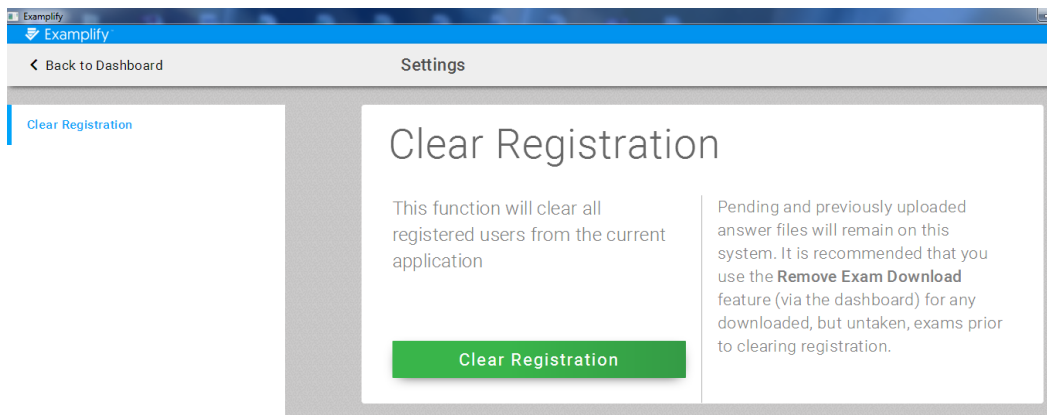 Examplify
Examplify
Back to Dashboard
Settings
Clear Registration
Clear Registration
This function will clear all
registered users from the current
application
Clear Registration
Pending and previously uploaded
answer files will remain on this
system. It is recommended that you
use the Remove Exam Download
feature (via the dashboard) for any
downloaded, but untaken, exams prior
to clearing registration.